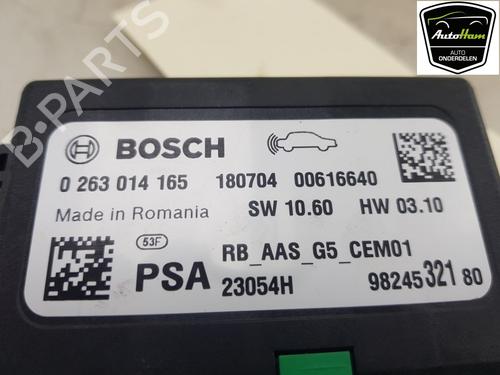 AutoHam
AUTO
ONDERDELEN
B-PARTS
BOSCH
0 263 014 165 180704 00616640
Made in Romania SW 10.60 HW 03.10
53F
PSA
RB_AAS_G5_CEM01
23054H 98245321 80